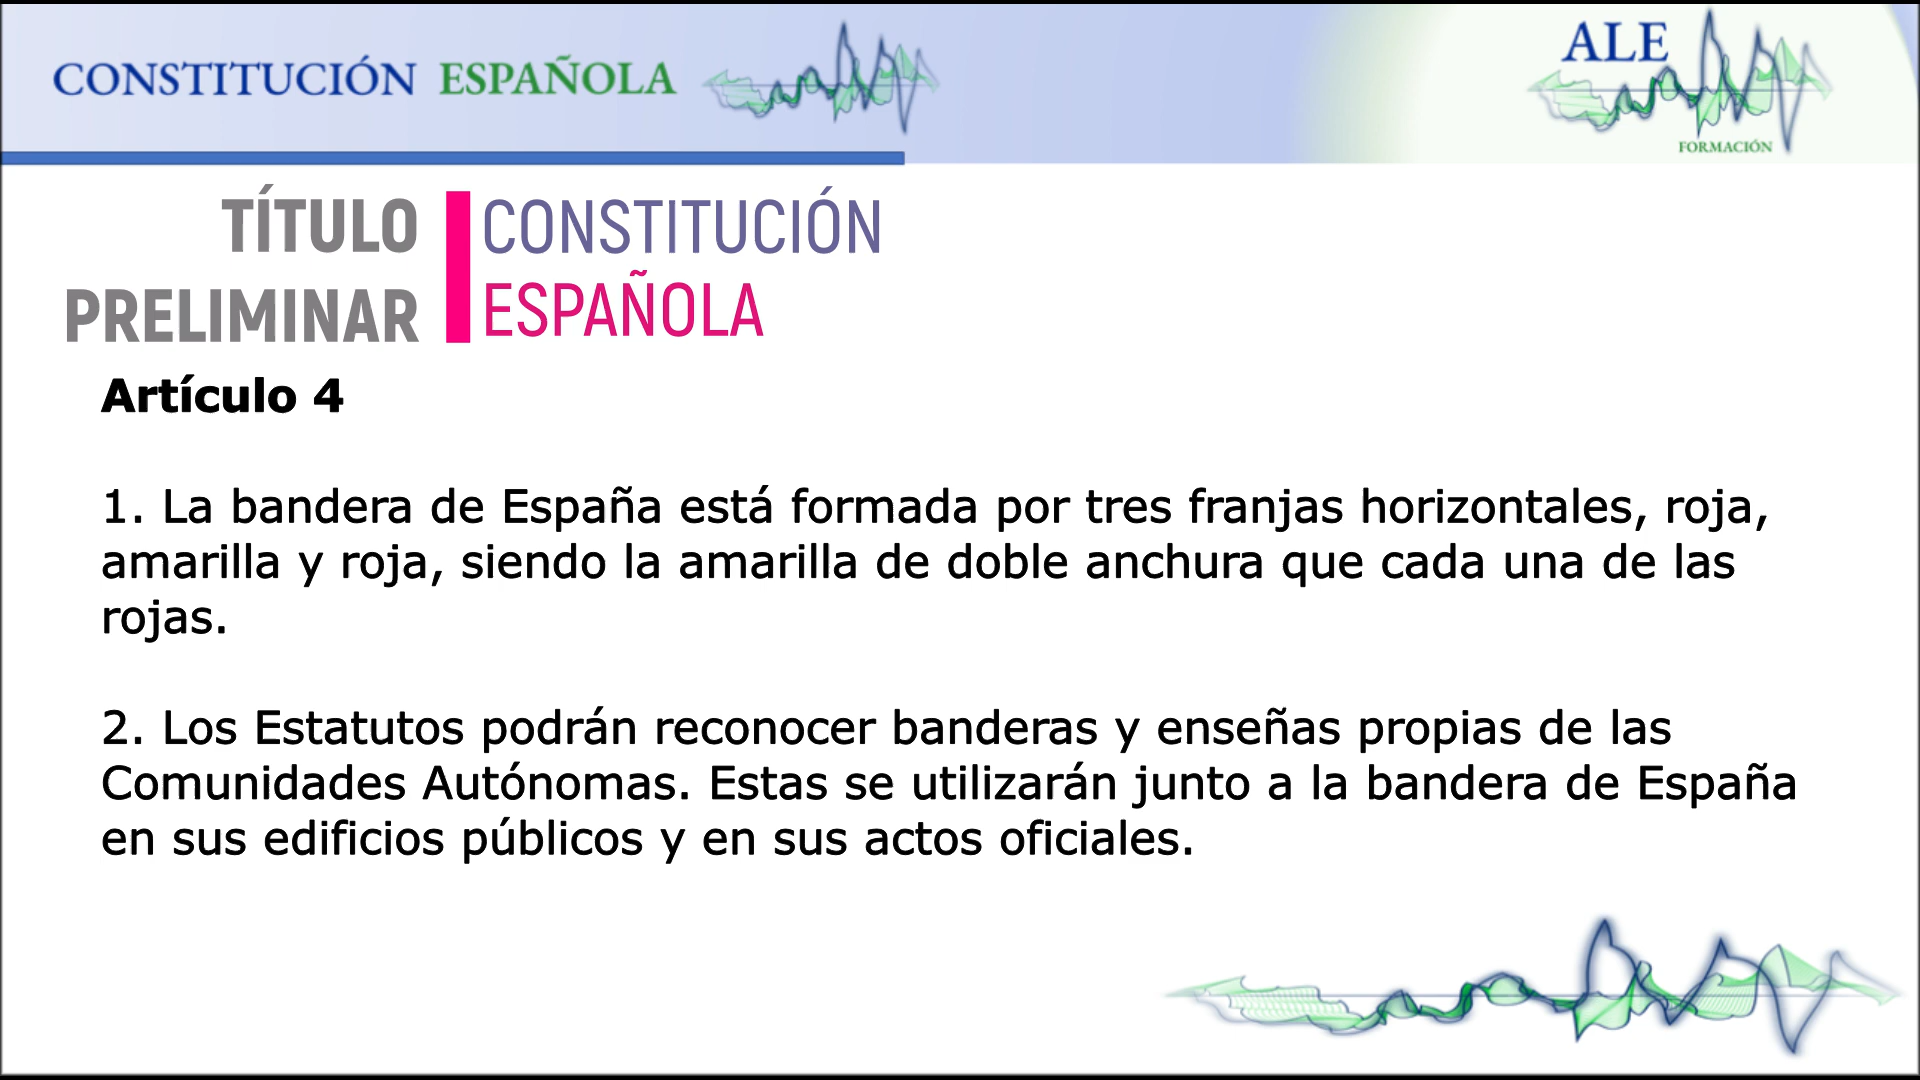 CONSTITUCIÓN ESPAÑOLA
ALE
FORMACIÓN
TÍTULO
PRELIMINAR
CONSTITUCIÓN
ESPAÑOLA
Artículo 4
1. La bandera de España está formada por tres franjas horizontales, roja,
amarilla y roja, siendo la amarilla de doble anchura que cada una de las
rojas.
2. Los Estatutos podrán reconocer banderas y enseñas propias de las
Comunidades Autónomas. Estas se utilizarán junto a la bandera de España
en sus edificios públicos y en sus actos oficiales.